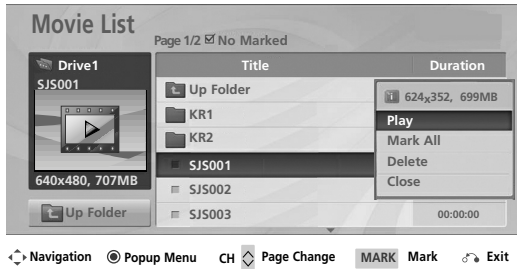 Movie List
Page 1/2 ☑ No Marked
Drive1
SJS001
640x480, 707MB
Up Folder
Title Duration
Up Folder
KR1
KR2
SJS001
SJS002
SJS003 00:00:00
624x352, 699MB
Play
Mark All
Delete
Close
Navigation Popup Menu CH Page Change MARK Mark Exit